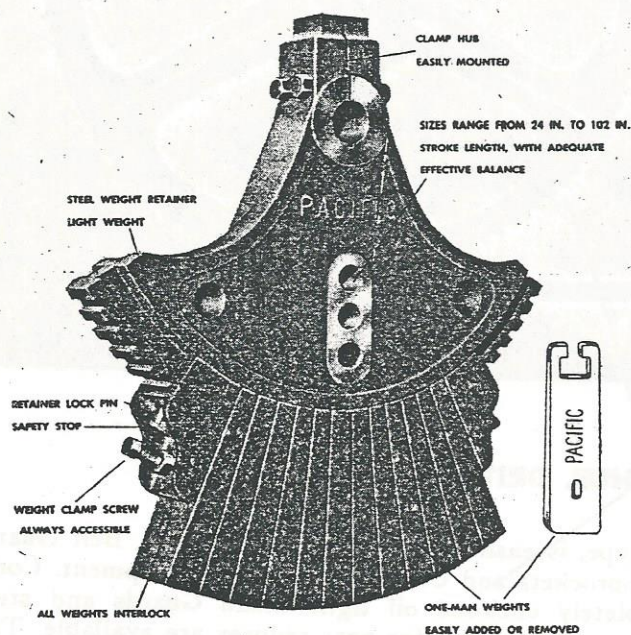 CLAMP HUB
EASILY MOUNTED
SIZES RANGE FROM 24 IN. TO 102 IN.
STROKE LENGTH, WITH ADEQUATE
EFFECTIVE BALANCE
STEEL WEIGHT RETAINER
LIGHT WEIGHT
PACIFIC
RETAINER LOCK PIN
SAFETY STOP
PACIFIC
WEIGHT CLAMP SCREW
ALWAYS ACCESSIBLE
ALL WEIGHTS INTERLOCK
ONE-MAN WEIGHTS
EASILY ADDED OR REMOVED